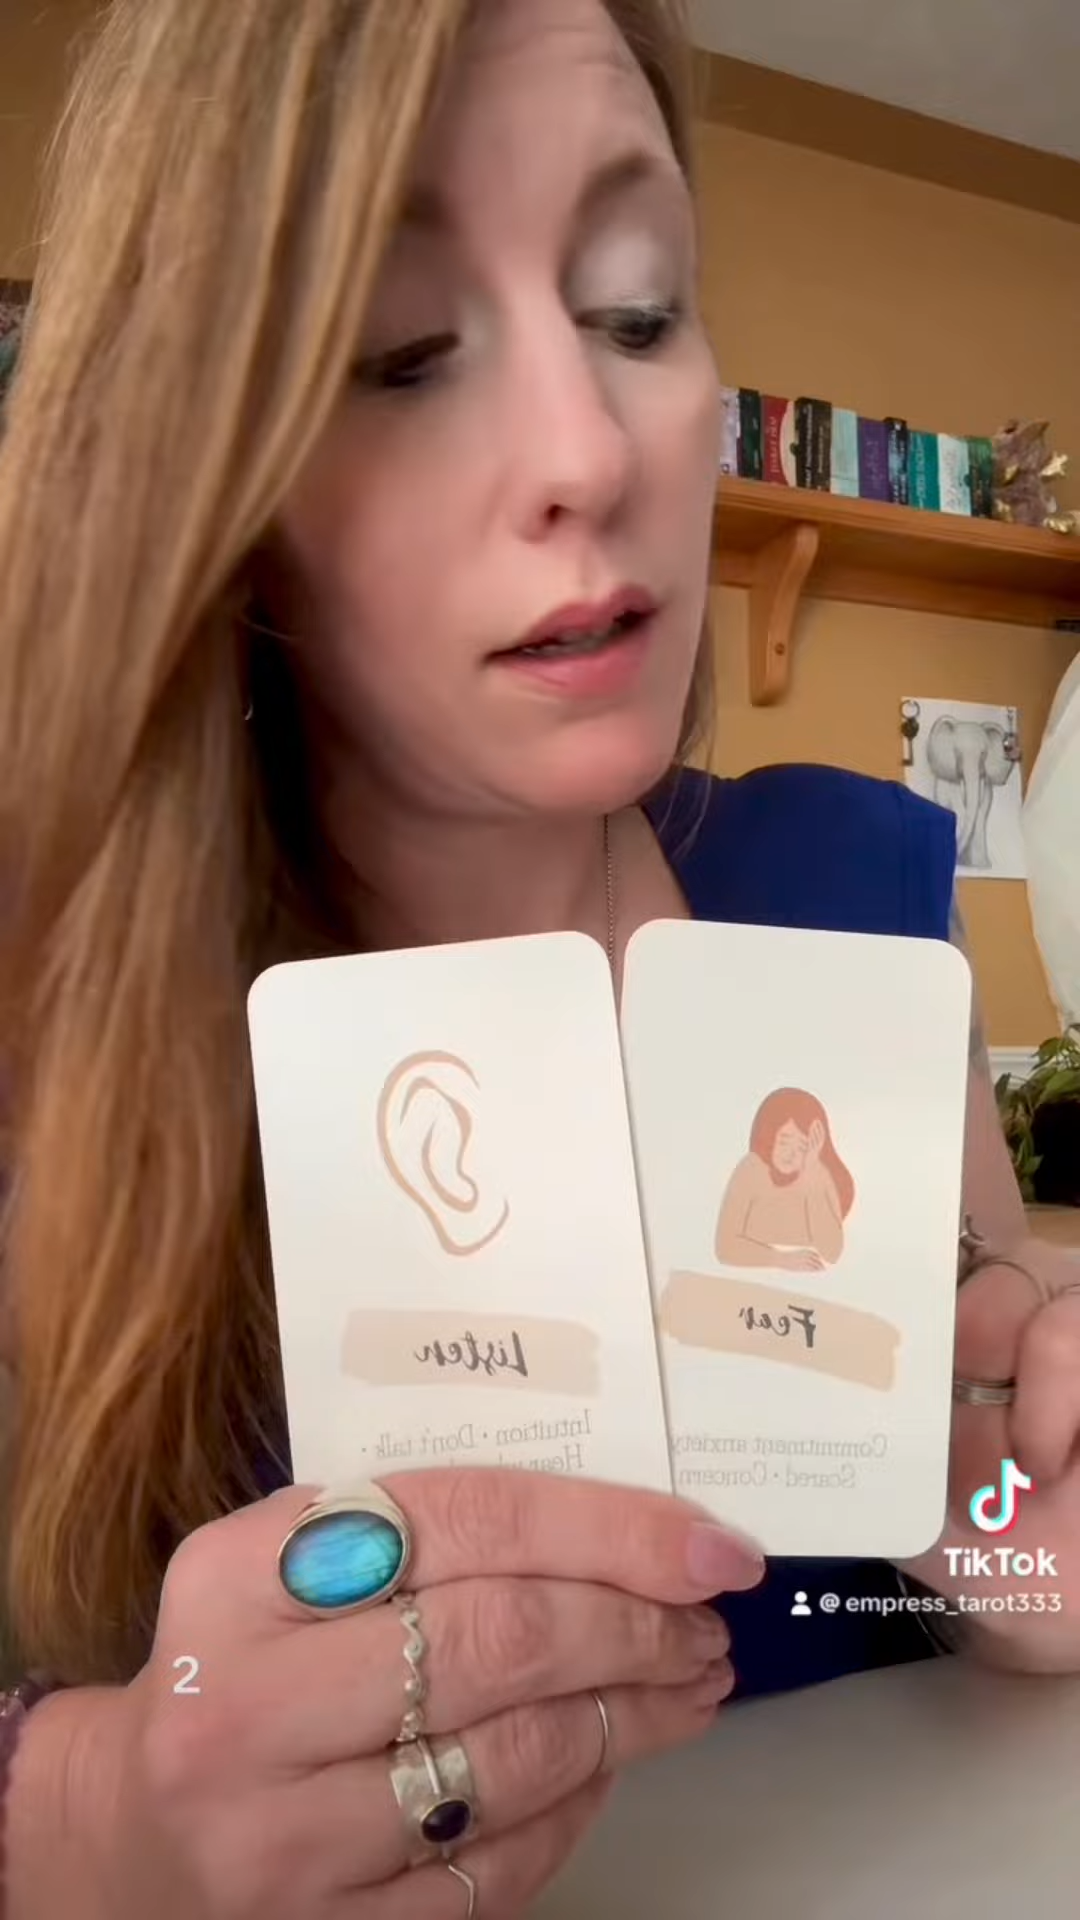 Listen
Intuition • Don't talk •
Hear
Fear
Commitment anxiety
Scared • Concern
TikTok
@empress_tarot333
2